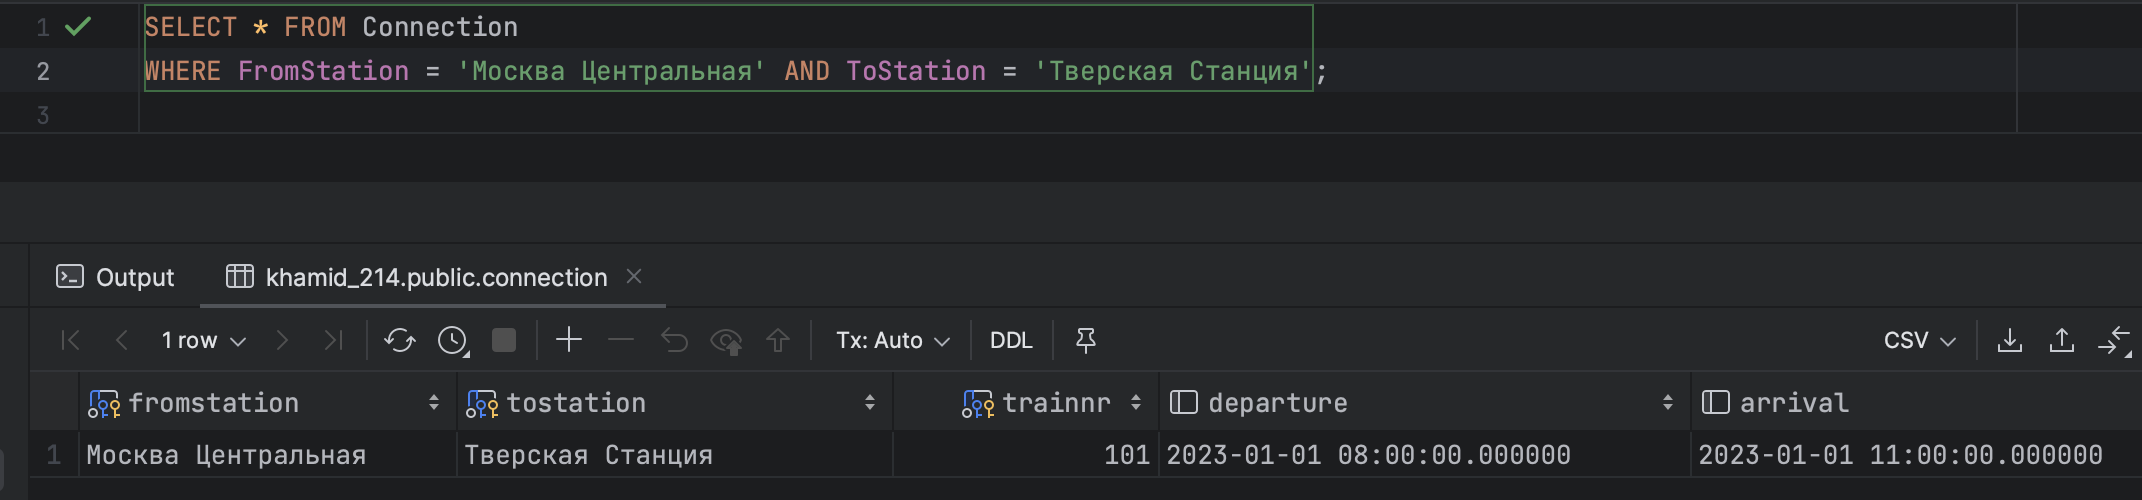 1 SELECT * FROM Connection
2 WHERE FromStation = 'Москва Центральная' AND ToStation = 'Тверская Станция';
3
Output khamid_214.public.connection
1 row Tx: Auto DDL CSV
fromstation tostation trainnr departure arrival
1 Москва Центральная Тверская Станция 101 2023-01-01 08:00:00.000000 2023-01-01 11:00:00.000000